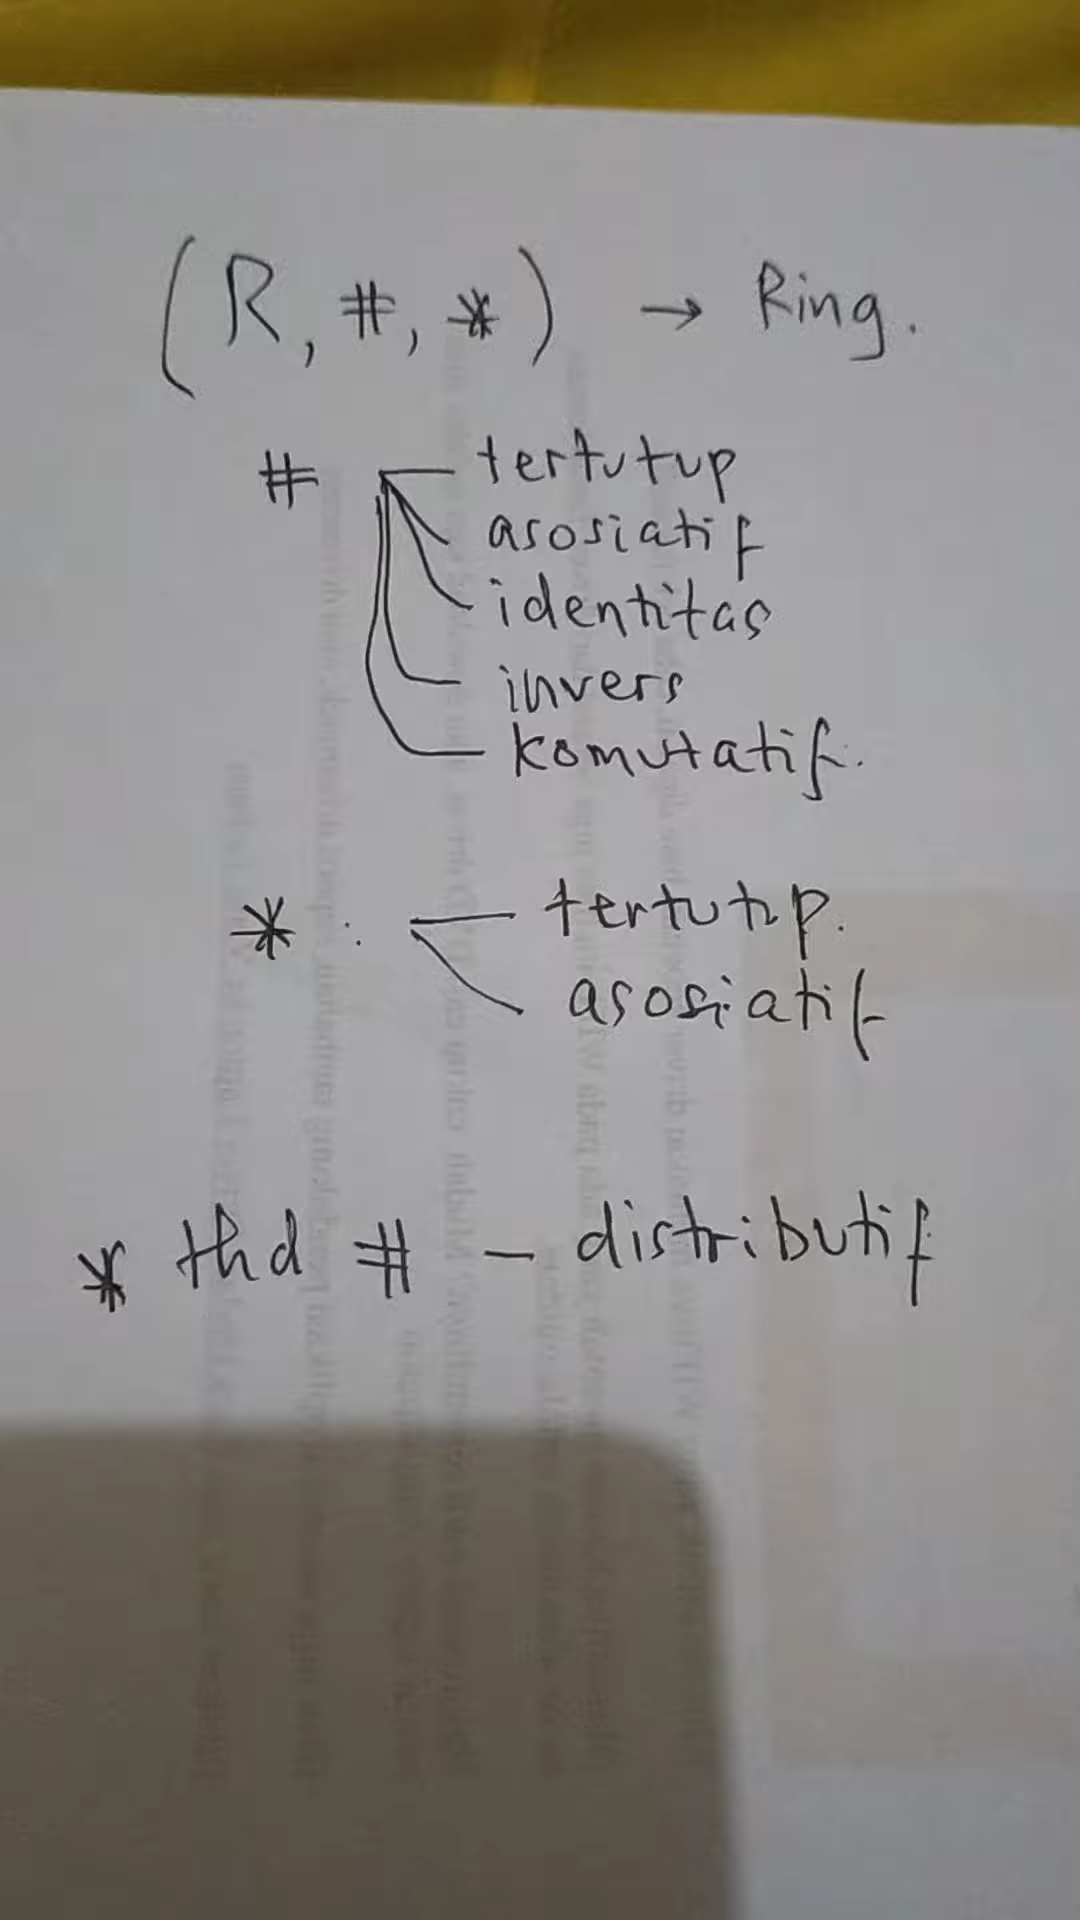 (R, #, *) → Ring.
# tertutup
asosiatif
identitas
invers
komutatif.
* : tertutup.
asosiatif
* thd # - distributif